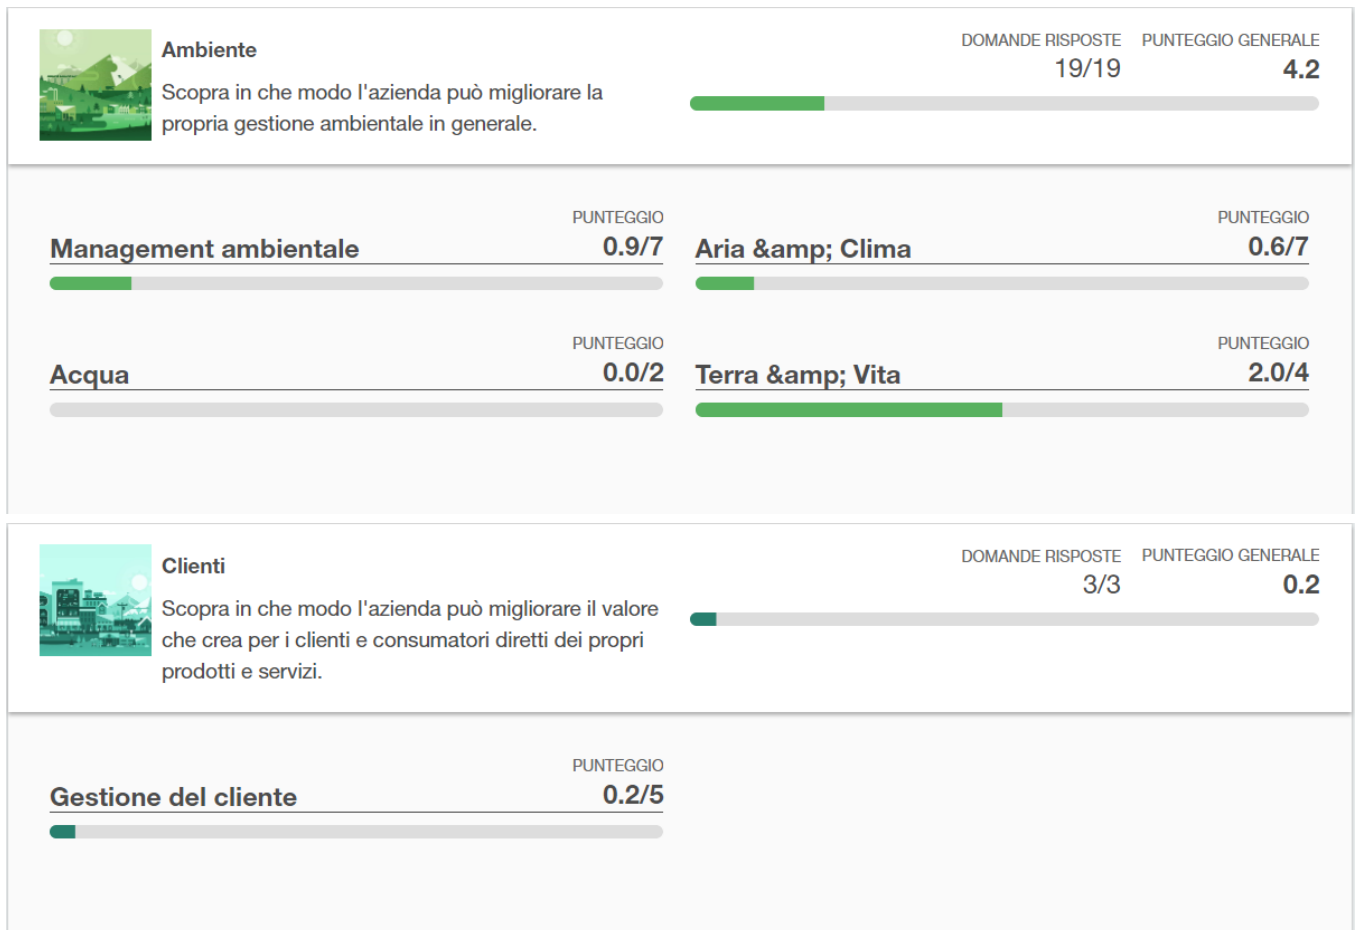 Ambiente
Scopra in che modo l'azienda può migliorare la
propria gestione ambientale in generale.
DOMANDE RISPOSTE PUNTEGGIO GENERALE
19/19 4.2
PUNTEGGIO
Management ambientale 0.9/7
PUNTEGGIO
Aria &amp; Clima 0.6/7
PUNTEGGIO
Acqua 0.0/2
PUNTEGGIO
Terra &amp; Vita 2.0/4
Clienti
Scopra in che modo l'azienda può migliorare il valore
che crea per i clienti e consumatori diretti dei propri
prodotti e servizi.
DOMANDE RISPOSTE PUNTEGGIO GENERALE
3/3 0.2
PUNTEGGIO
Gestione del cliente 0.2/5